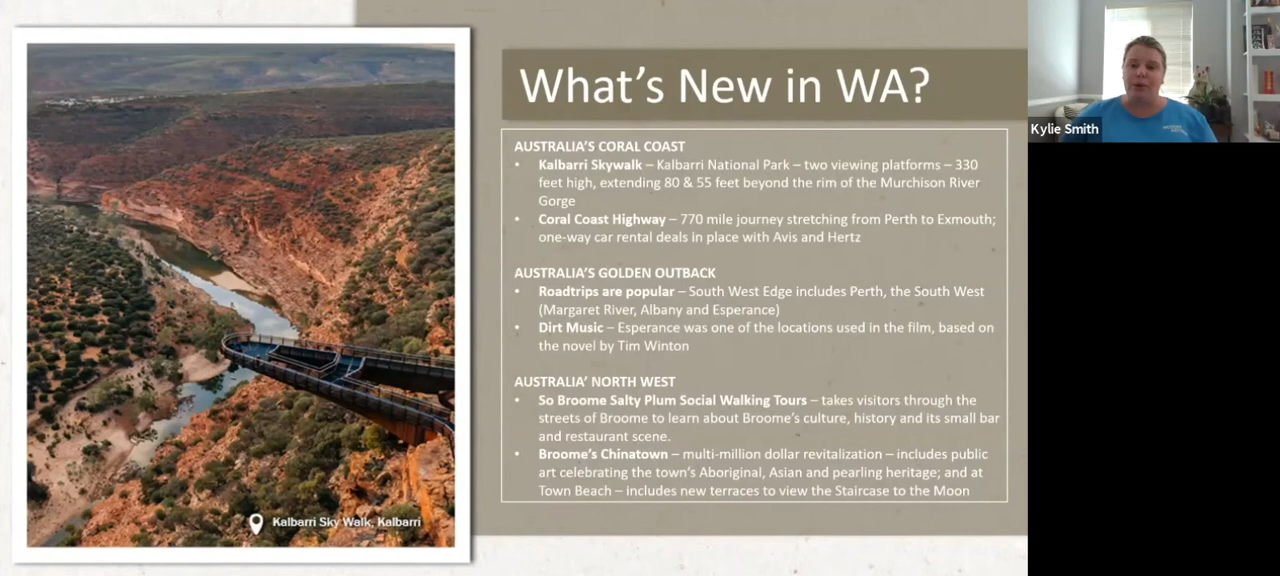 What's New in WA?
Kylie Smith
AUSTRALIA'S CORAL COAST
• Kalbarri Skywalk – Kalbarri National Park – two viewing platforms – 330
feet high, extending 80 & 55 feet beyond the rim of the Murchison River
Gorge
• Coral Coast Highway – 770 mile journey stretching from Perth to Exmouth;
one-way car rental deals in place with Avis and Hertz
AUSTRALIA'S GOLDEN OUTBACK
• Roadtrips are popular – South West Edge includes Perth, the South West
(Margaret River, Albany and Esperance)
• Dirt Music – Esperance was one of the locations used in the film, based on
the novel by Tim Winton
AUSTRALIA' NORTH WEST
• So Broome Salty Plum Social Walking Tours – takes visitors through the
streets of Broome to learn about Broome's culture, history and its small bar
and restaurant scene.
• Broome's Chinatown – multi-million dollar revitalization – includes public
art celebrating the town's Aboriginal, Asian and pearling heritage; and at
Town Beach – includes new terraces to view the Staircase to the Moon
Kalbarri Sky Walk, Kalbarri